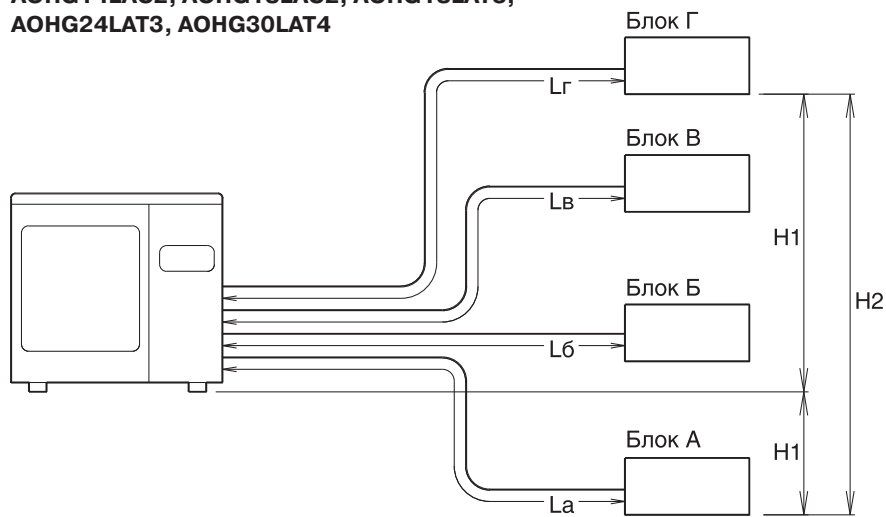 AOHG24LAT3, AOHG30LAT4
Блок Г
Lг
Блок В
Lв
H1
H2
Блок Б
Lб
Блок А
H1
Lа